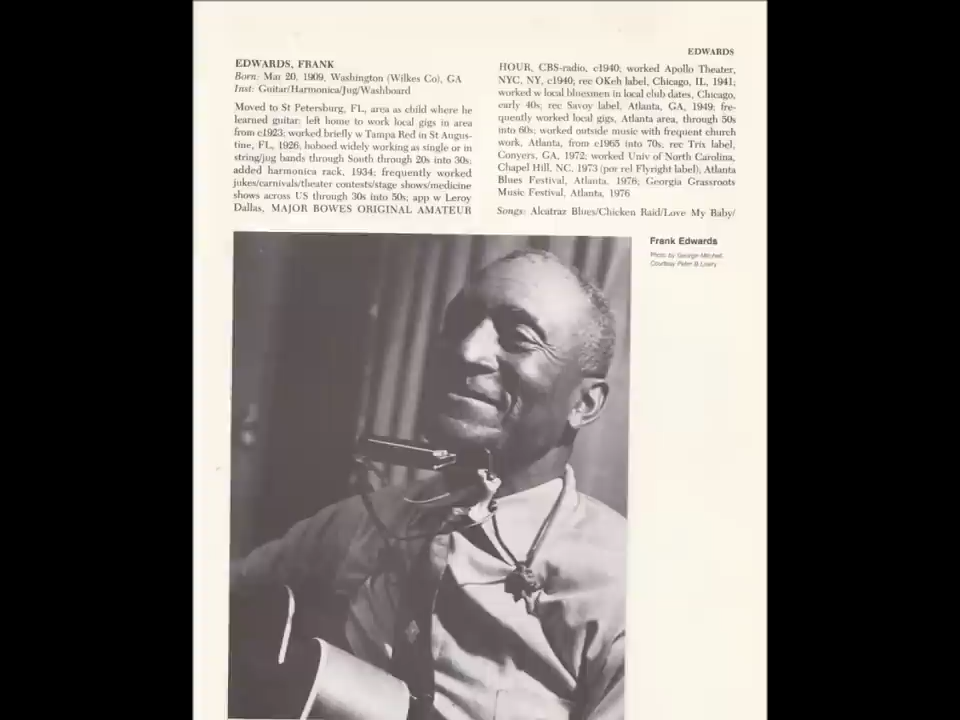 EDWARDS
EDWARDS, FRANK
Born: Mar 20, 1909, Washington (Wilkes Co), GA
Inst: Guitar/Harmonica/Jug/Washboard
Moved to St Petersburg, FL, area as child where he
learned guitar; left home to work local gigs in area
from c1923; worked briefly w Tampa Red in St Augus-
tine, FL, 1926; hoboed widely working as single or in
string/jug bands through South through 20s into 30s;
added harmonica rack, 1934; frequently worked
jukes/carnivals/theater contests/stage shows/medicine
shows across US through 30s into 50s; app w Leroy
Dallas, MAJOR BOWES ORIGINAL AMATEUR
HOUR, CBS-radio, c1940; worked Apollo Theater,
NYC, NY, c1940; rec OKeh label, Chicago, IL, 1941;
worked w local bluesmen in local club dates, Chicago,
early 40s; rec Savoy label, Atlanta, GA, 1949; fre-
quently worked local gigs, Atlanta area, through 50s
into 60s; worked outside music with frequent church
work, Atlanta, from c1965 into 70s; rec Trix label,
Conyers, GA, 1972; worked Univ of North Carolina,
Chapel Hill, NC, 1973 (por rel Flyright label); Atlanta
Blues Festival, Atlanta, 1976; Georgia Grassroots
Music Festival, Atlanta, 1976
Songs: Alcatraz Blues/Chicken Raid/Love My Baby/
Frank Edwards
Photo by George Mitchell.
Courtesy Peter B Lowry